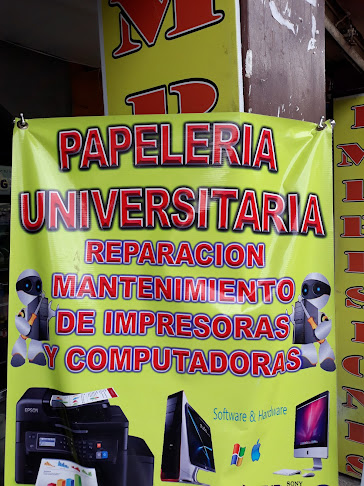 PAPELERIA
UNIVERSITARIA
REPARACION
MANTENIMIENTO
DE IMPRESORAS
Y COMPUTADORAS
EPSON
Software & Hardware
SONY